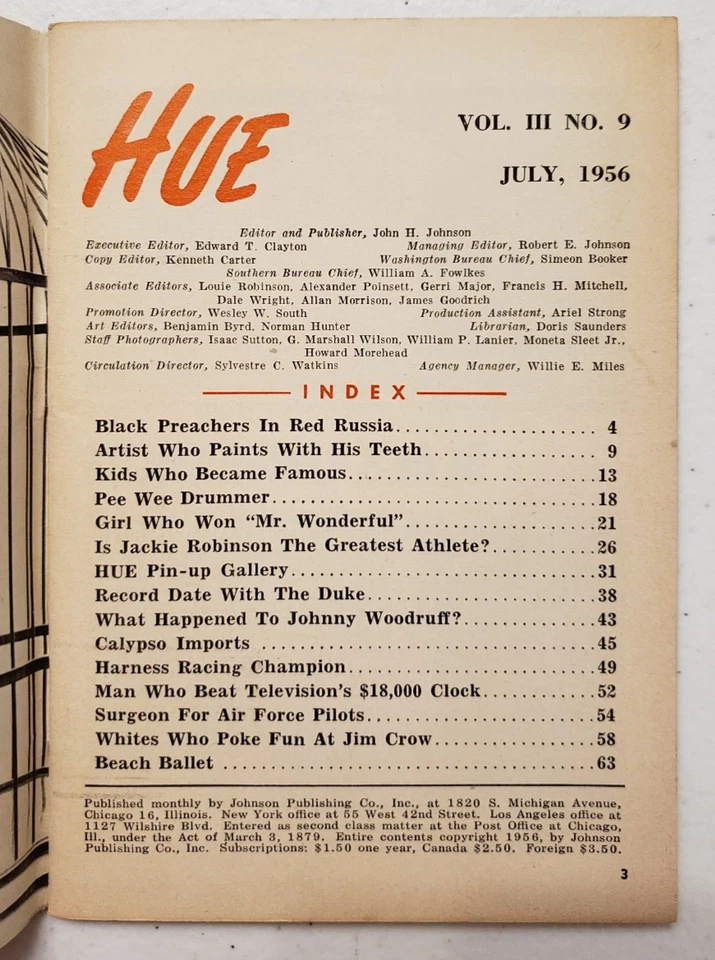 HUE
VOL. III NO. 9
JULY, 1956
Editor and Publisher, John H. Johnson
Executive Editor, Edward T. Clayton Managing Editor, Robert E. Johnson
Copy Editor, Kenneth Carter Washington Bureau Chief, Simeon Booker
Southern Bureau Chief, William A. Fowlkes
Associate Editors, Louie Robinson, Alexander Poinsett, Gerri Major, Francis H. Mitchell,
Dale Wright, Allan Morrison, James Goodrich
Promotion Director, Wesley W. South Production Assistant, Ariel Strong
Art Editors, Benjamin Byrd, Norman Hunter Librarian, Doris Saunders
Staff Photographers, Isaac Sutton, G. Marshall Wilson, William P. Lanier, Moneta Sleet Jr.,
Howard Morehead
Circulation Director, Sylvestre C. Watkins Agency Manager, Willie E. Miles
INDEX
Black Preachers In Red Russia.................... 4
Artist Who Paints With His Teeth................. 9
Kids Who Became Famous.........................13
Pee Wee Drummer................................18
Girl Who Won "Mr. Wonderful"...................21
Is Jackie Robinson The Greatest Athlete?..........26
HUE Pin-up Gallery.............................31
Record Date With The Duke......................38
What Happened To Johnny Woodruff?.............43
Calypso Imports ................................45
Harness Racing Champion........................49
Man Who Beat Television's $18,000 Clock...........52
Surgeon For Air Force Pilots......................54
Whites Who Poke Fun At Jim Crow................58
Beach Ballet ....................................63
Published monthly by Johnson Publishing Co., Inc., at 1820 S. Michigan Avenue,
Chicago 16, Illinois. New York office at 55 West 42nd Street. Los Angeles office at
1127 Wilshire Blvd. Entered as second class matter at the Post Office at Chicago,
Ill., under the Act of March 3, 1879. Entire contents copyright 1956, by Johnson
Publishing Co., Inc. Subscriptions: $1.50 one year, Canada $2.50. Foreign $3.50.
3